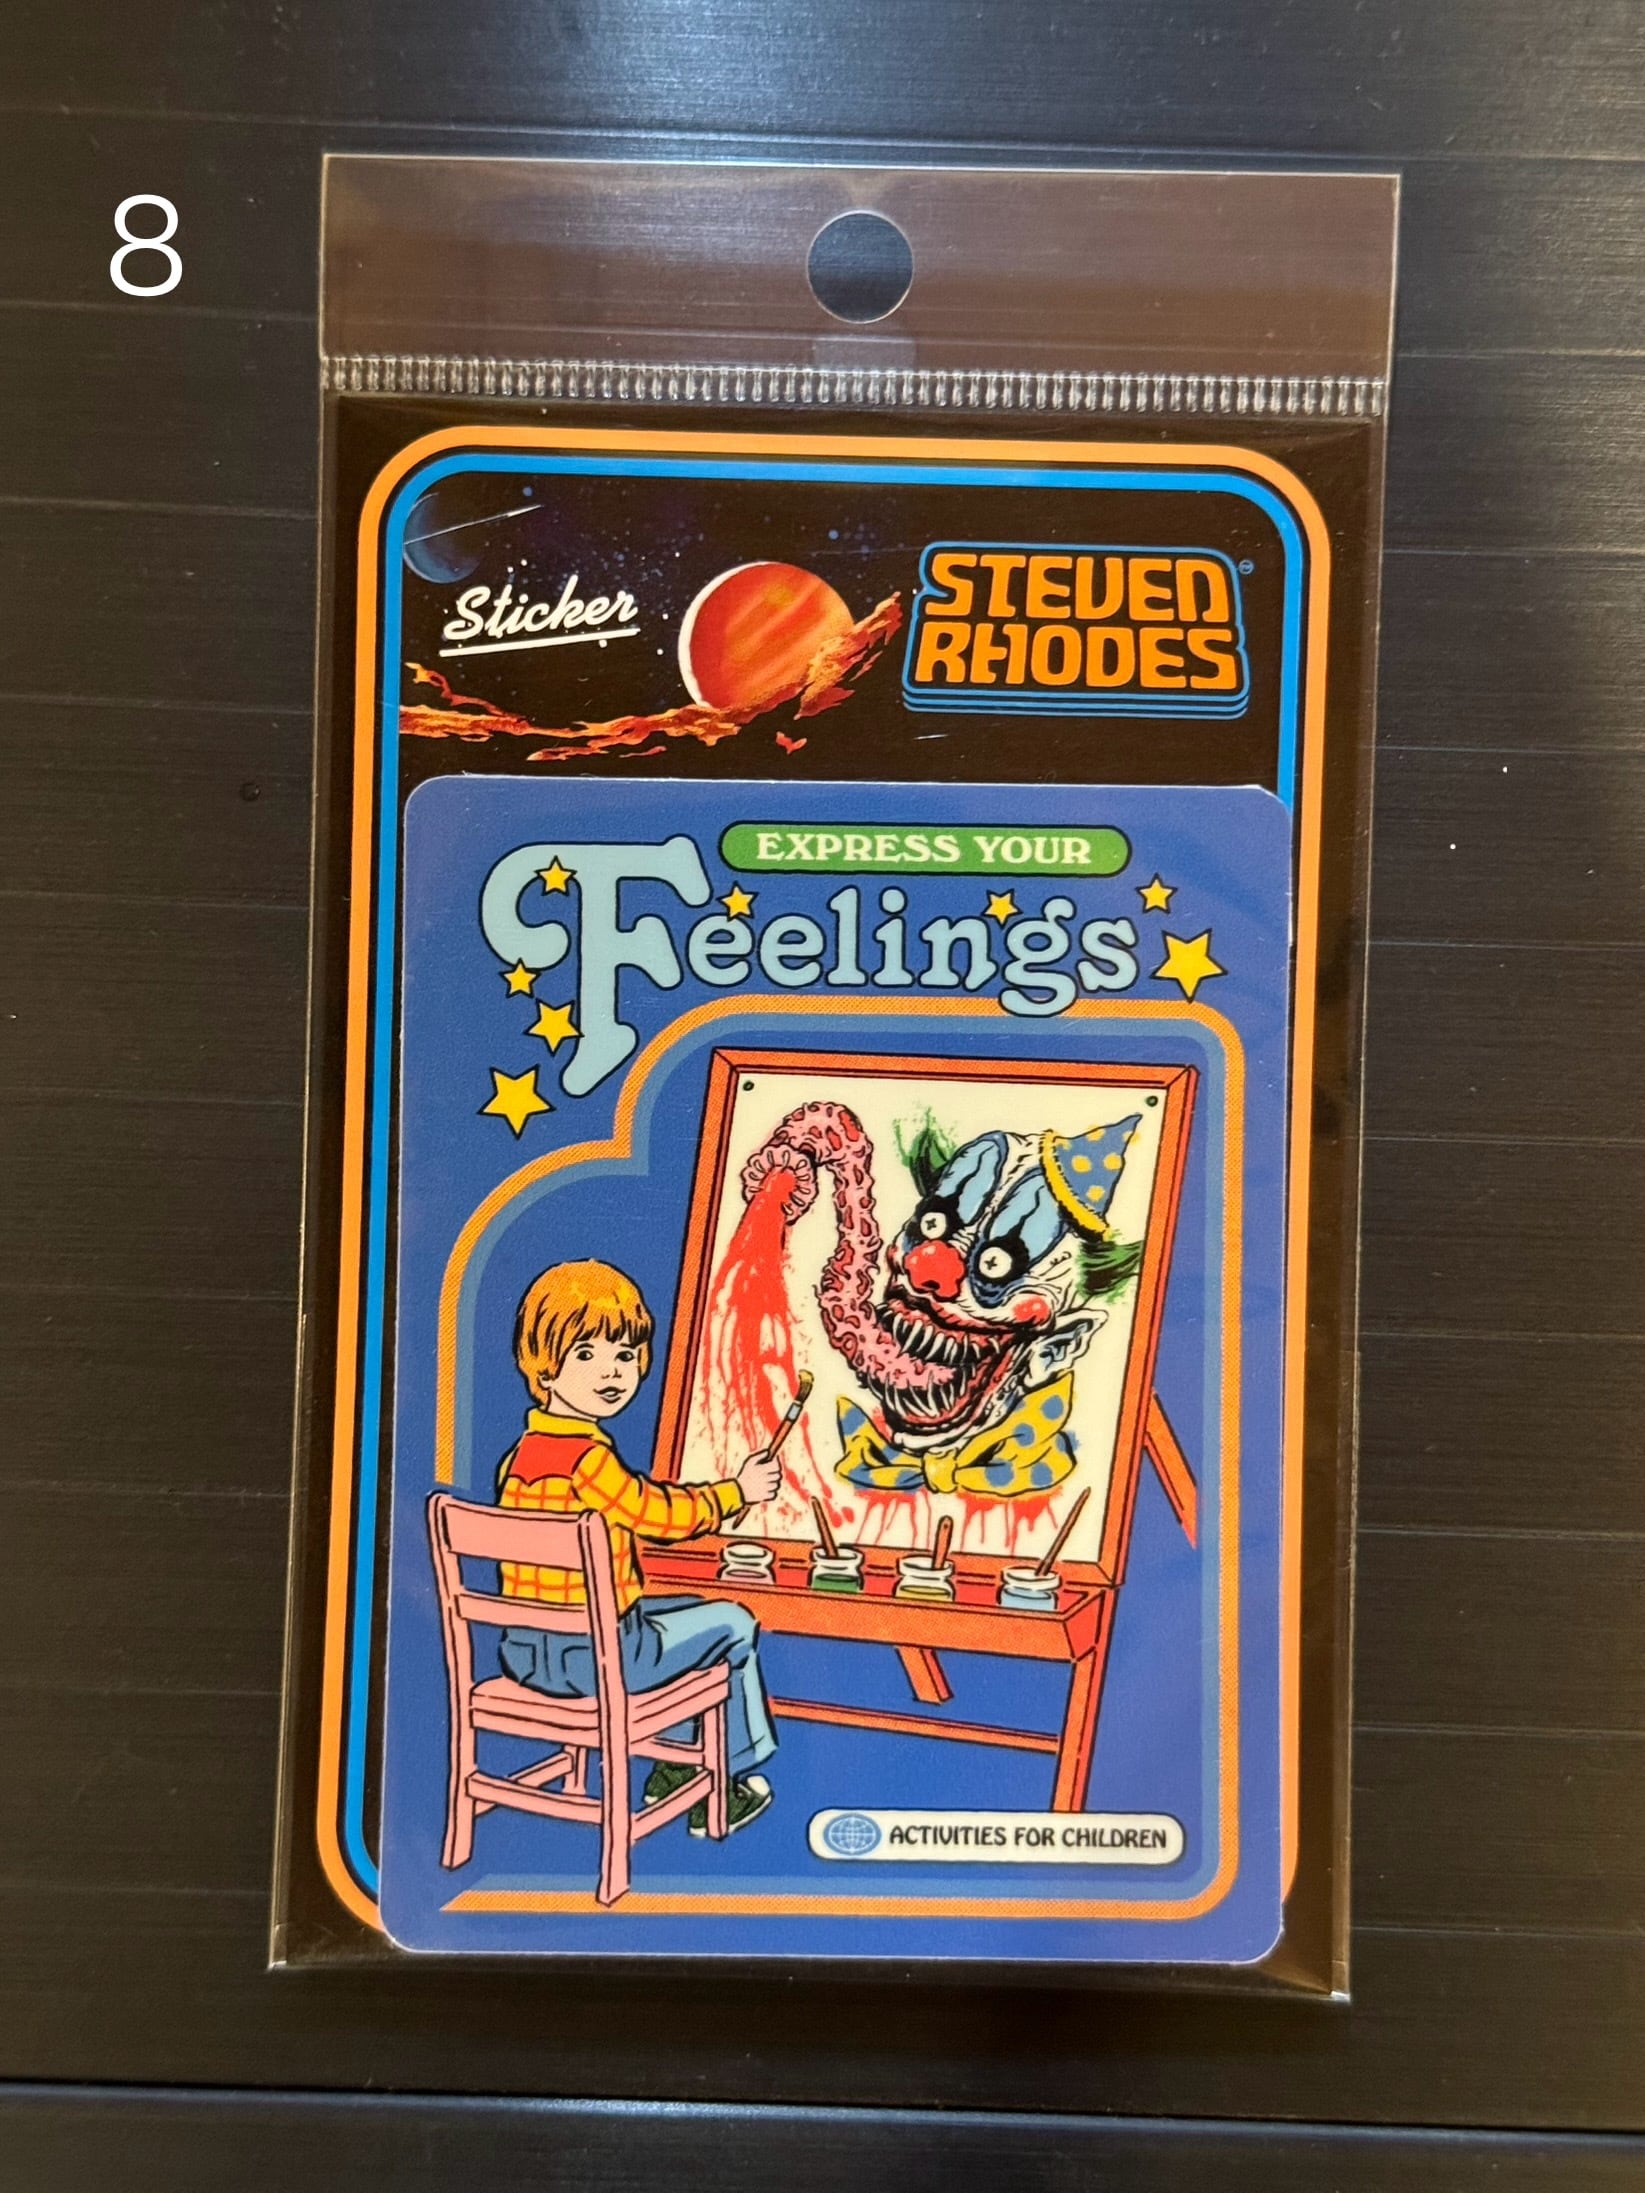 8
Sticker
STEVEN
RHODES
EXPRESS YOUR
Feelings
ACTIVITIES FOR CHILDREN